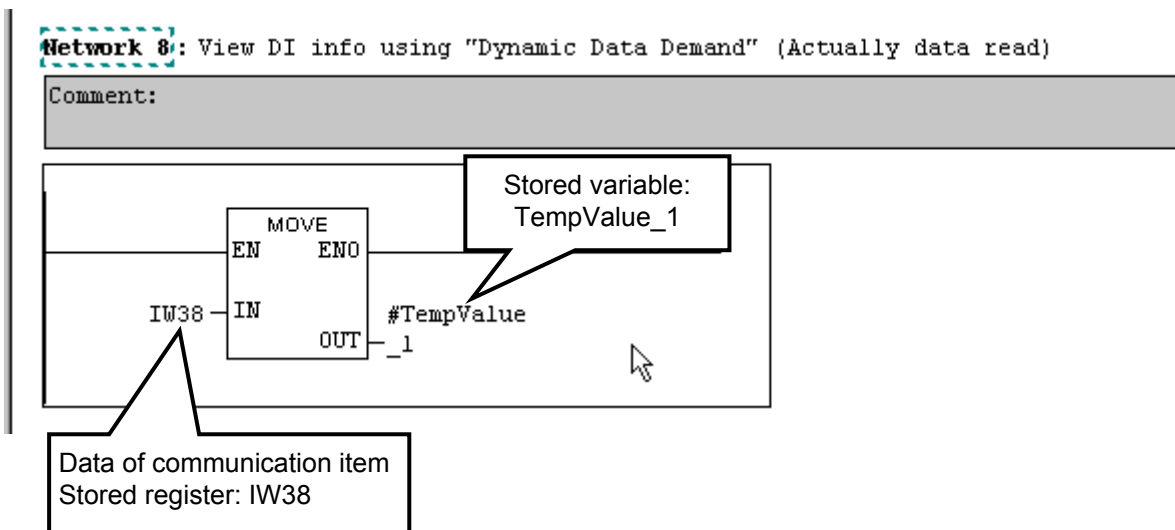 Network 8: View DI info using "Dynamic Data Demand" (Actually data read)
Comment:
Stored variable:
TempValue_1
MOVE
EN ENO
IW38 IN
#TempValue
OUT _1
Data of communication item
Stored register: IW38